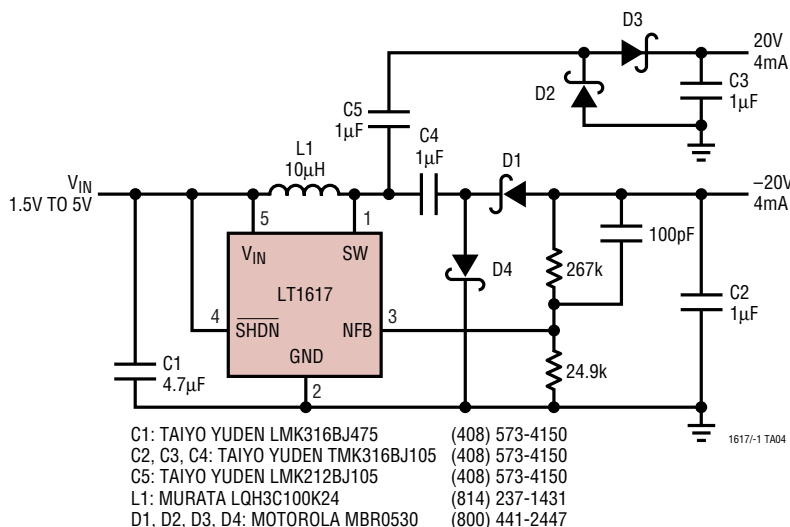 D3
20V
4mA
D2
C3
1µF
C5
1µF
C4
1µF
D1
L1
10µH
VIN
1.5V TO 5V
–20V
4mA
5
1
100pF
VIN
SW
D4
267k
LT1617
C2
1µF
4
SHDN
NFB
3
GND
24.9k
C1
4.7µF
2
C1: TAIYO YUDEN LMK316BJ475 (408) 573-4150
C2, C3, C4: TAIYO YUDEN TMK316BJ105 (408) 573-4150
C5: TAIYO YUDEN LMK212BJ105 (408) 573-4150
L1: MURATA LQH3C100K24 (814) 237-1431
D1, D2, D3, D4: MOTOROLA MBR0530 (800) 441-2447
1617/-1 TA04